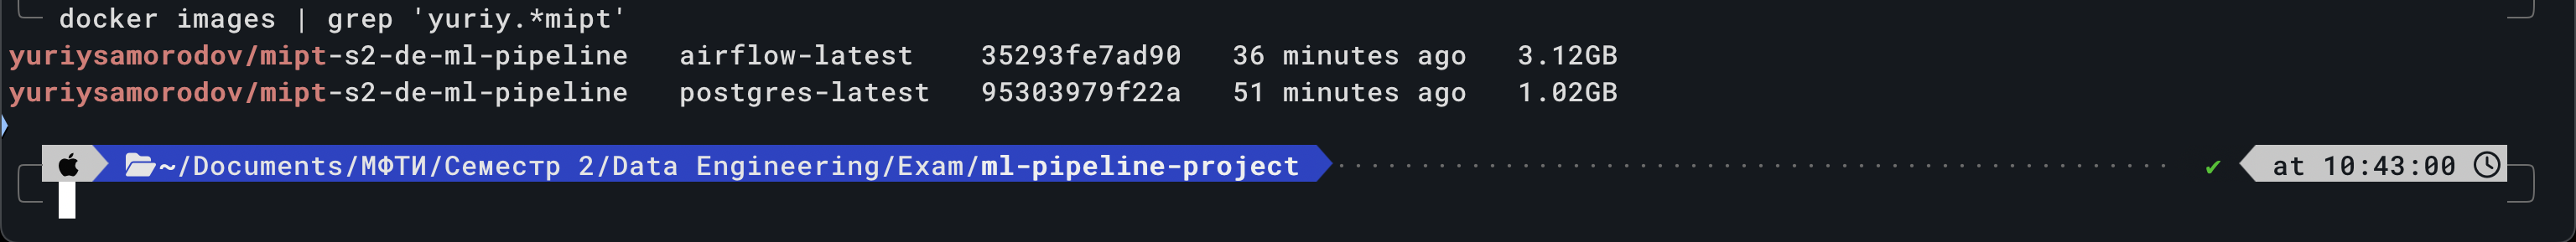 docker images | grep 'yuriy.*mipt'
yuriysamorodov/mipt-s2-de-ml-pipeline   airflow-latest    35293fe7ad90   36 minutes ago   3.12GB
yuriysamorodov/mipt-s2-de-ml-pipeline   postgres-latest   95303979f22a   51 minutes ago   1.02GB
~/Documents/МФТИ/Семестр 2/Data Engineering/Exam/ml-pipeline-project ✔ at 10:43:00